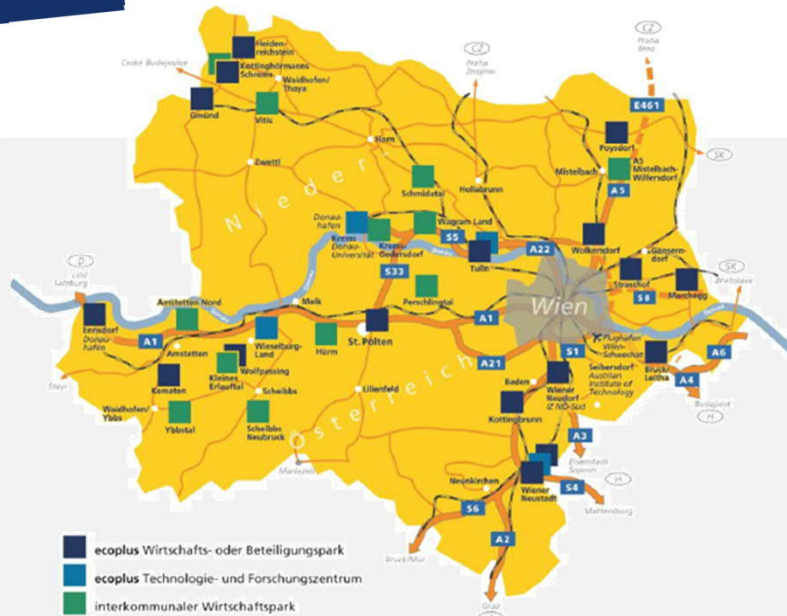 CZ
Praha
Brno
CZ
Praha
Znojmo
České Budejovice
Heiden-
reichstein
Kottinghörmanns
Schrems
Waidhofen/
Thaya
Gmünd
Vitis
E461
Horn
Poysdorf
SK
Zwettl
Mistelbach
A5
Mistelbach-
Wilfersdorf
Schmidatal
Hollabrunn
A5
Nieder-
Donau-
hafen
Krems
Donau-
Universität
Krems-
Gedersdorf
Wagram Land
S5
Tulln
A22
Wolkersdorf
Gänsern-
dorf
D
Linz
Salzburg
S33
Strasshof
SK
Bratislava
Marchegg
S8
Perschlingtal
Wien
Donau
Donau
Donau
Donau
Melk
Amstetten Nord
Ennsdorf
Donau-
hafen
A1
St. Pölten
A1
Amstetten
Wieselburg-
Land
Hürm
A21
S1
Flughafen
Wien-
Schwechat
Bruck/
Leitha
A6
A4
Budapest
H
Steyr
Kematen
Kleines
Erlauftal
Wolfpassing
Scheibbs
Lilienfeld
Österreich
Baden
Wiener
Neudorf
IZ NÖ-Süd
Seibersdorf
Austrian
Institute of
Technology
Waidhofen/
Ybbs
Ybbstal
Scheibbs
Neubruck
Kottingbrunn
A3
Eisenstadt
Sopron
H
Mariazell
Neunkirchen
Wiener
Neustadt
S4
Mattersburg
S6
A2
Bruck/Mur
Graz
ecoplus Wirtschafts- oder Beteiligungspark
ecoplus Technologie- und Forschungszentrum
interkommunaler Wirtschaftspark